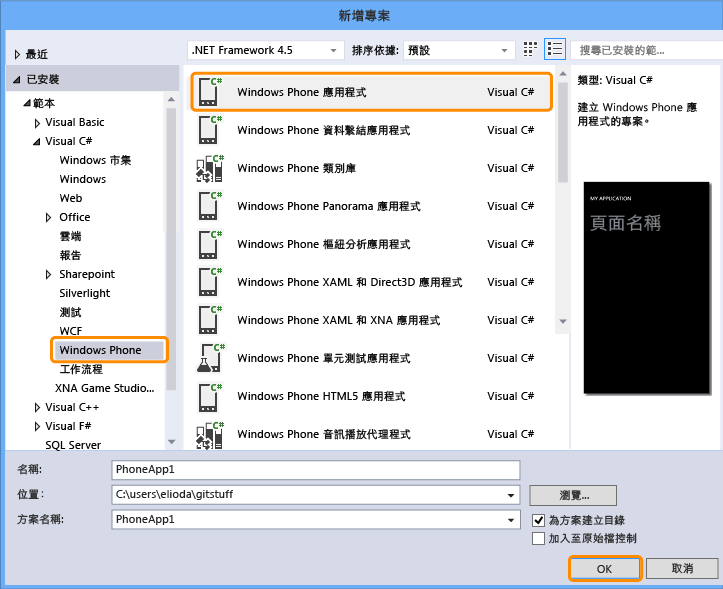 新增專案
最近
已安裝
範本
Visual Basic
Visual C#
Windows 市集
Windows
Web
Office
雲端
報告
Sharepoint
Silverlight
測試
WCF
Windows Phone
工作流程
XNA Game Studio...
Visual C++
Visual F#
SQL Server
.NET Framework 4.5 排序依據: 預設
搜尋已安裝的範...
Windows Phone 應用程式 Visual C#
Windows Phone 資料繫結應用程式 Visual C#
Windows Phone 類別庫 Visual C#
Windows Phone Panorama 應用程式 Visual C#
Windows Phone 樞紐分析應用程式 Visual C#
Windows Phone XAML 和 Direct3D 應用程式 Visual C#
Windows Phone XAML 和 XNA 應用程式 Visual C#
Windows Phone 單元測試應用程式 Visual C#
Windows Phone HTML5 應用程式 Visual C#
Windows Phone 音訊播放代理程式 Visual C#
類型: Visual C#
建立 Windows Phone 應
用程式的專案。
MY APPLICATION
頁面名稱
名稱: PhoneApp1
位置: C:\users\elioda\gitstuff 瀏覽...
方案名稱: PhoneApp1
為方案建立目錄
加入至原始檔控制
OK 取消